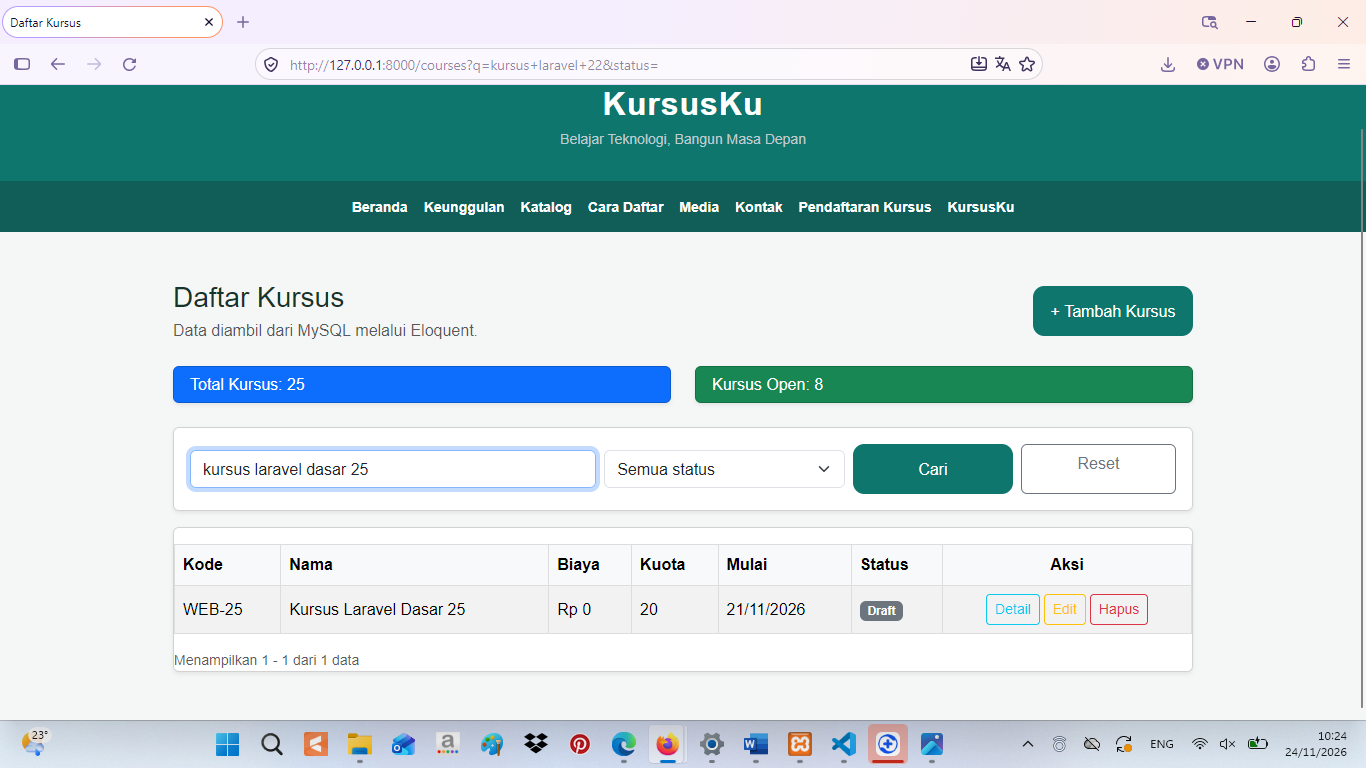 Daftar Kursus
http://127.0.0.1:8000/courses?q=kursus+laravel+22&status=
VPN
KursusKu
Belajar Teknologi, Bangun Masa Depan
Beranda Keunggulan Katalog Cara Daftar Media Kontak Pendaftaran Kursus KursusKu
Daftar Kursus
+ Tambah Kursus
Data diambil dari MySQL melalui Eloquent.
Total Kursus: 25 Kursus Open: 8
kursus laravel dasar 25 Semua status Cari Reset
Kode Nama Biaya Kuota Mulai Status Aksi
WEB-25 Kursus Laravel Dasar 25 Rp 0 20 21/11/2026 Draft Detail Edit Hapus
Menampilkan 1 - 1 dari 1 data
23°
ENG
10:24
24/11/2026